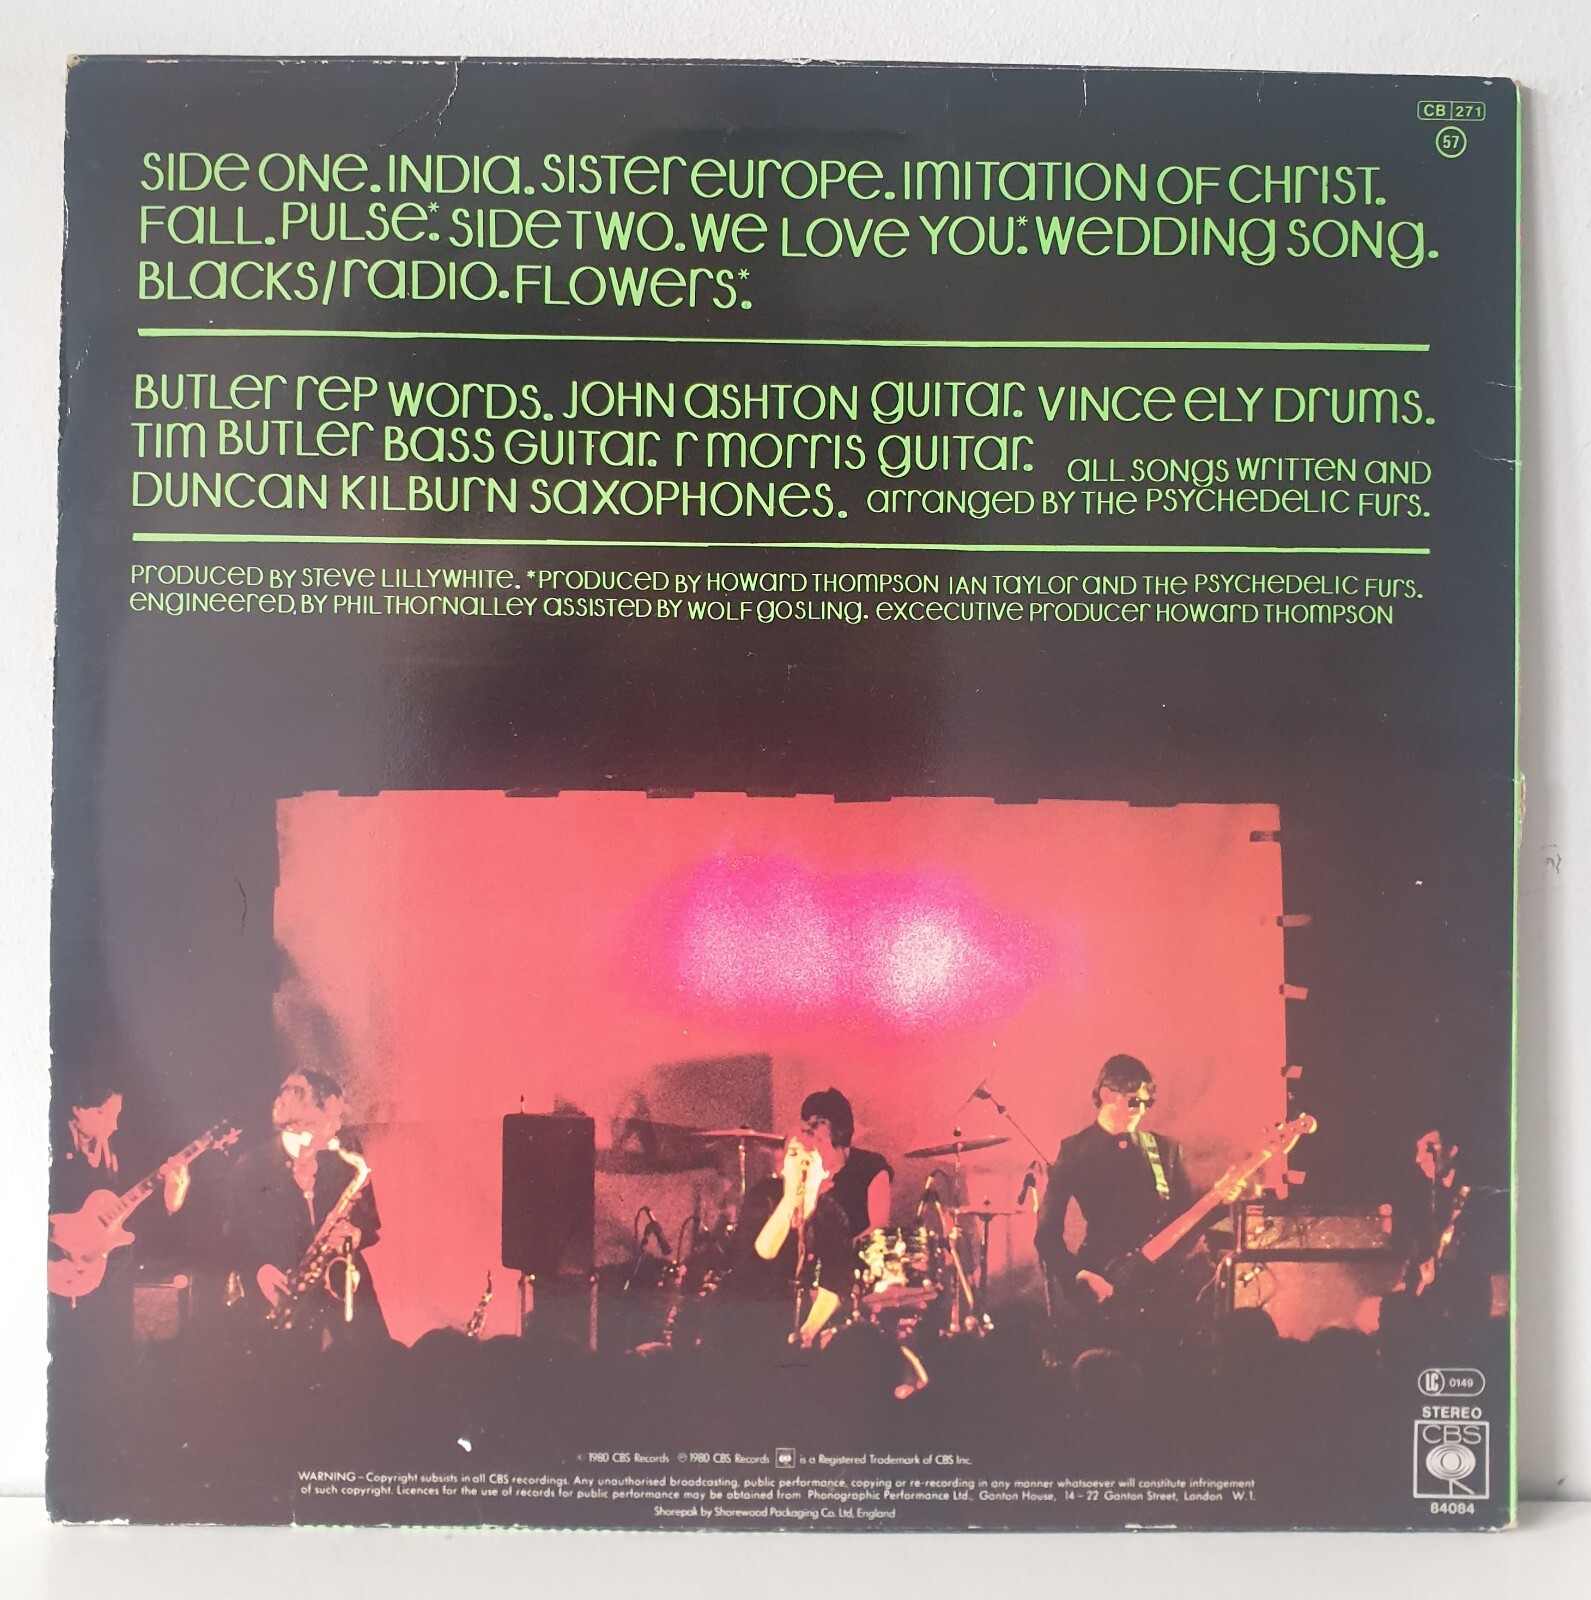 CB 271
57
SIDE ONE. INDIA. SISTER EUROPE. IMITATION OF CHRIST.
FALL. PULSE*. SIDE TWO. WE LOVE YOU*. WEDDING SONG.
BLACKS/RADIO. FLOWERS*.
BUTLER REP WORDS. JOHN ASHTON GUITAR. VINCE ELY DRUMS.
TIM BUTLER BASS GUITAR. R MORRIS GUITAR.
DUNCAN KILBURN SAXOPHONES.
ALL SONGS WRITTEN AND
ARRANGED BY THE PSYCHEDELIC FURS.
PRODUCED BY STEVE LILLYWHITE. *PRODUCED BY HOWARD THOMPSON IAN TAYLOR AND THE PSYCHEDELIC FURS.
ENGINEERED, BY PHIL THORNALLEY ASSISTED BY WOLF GOSLING. EXCECUTIVE PRODUCER HOWARD THOMPSON
LC 0149
STEREO
CBS
84084
© 1980 CBS Records ℗ 1980 CBS Records is a Registered Trademark of CBS Inc.
WARNING – Copyright subsists in all CBS recordings. Any unauthorised broadcasting, public performance, copying or re-recording in any manner whatsoever will constitute infringement
of such copyright. Licences for the use of records for public performance may be obtained from Phonographic Performance Ltd., Ganton House, 14 – 22 Ganton Street, London W.1.
Shorepak by Shorewood Packaging Co. Ltd, England